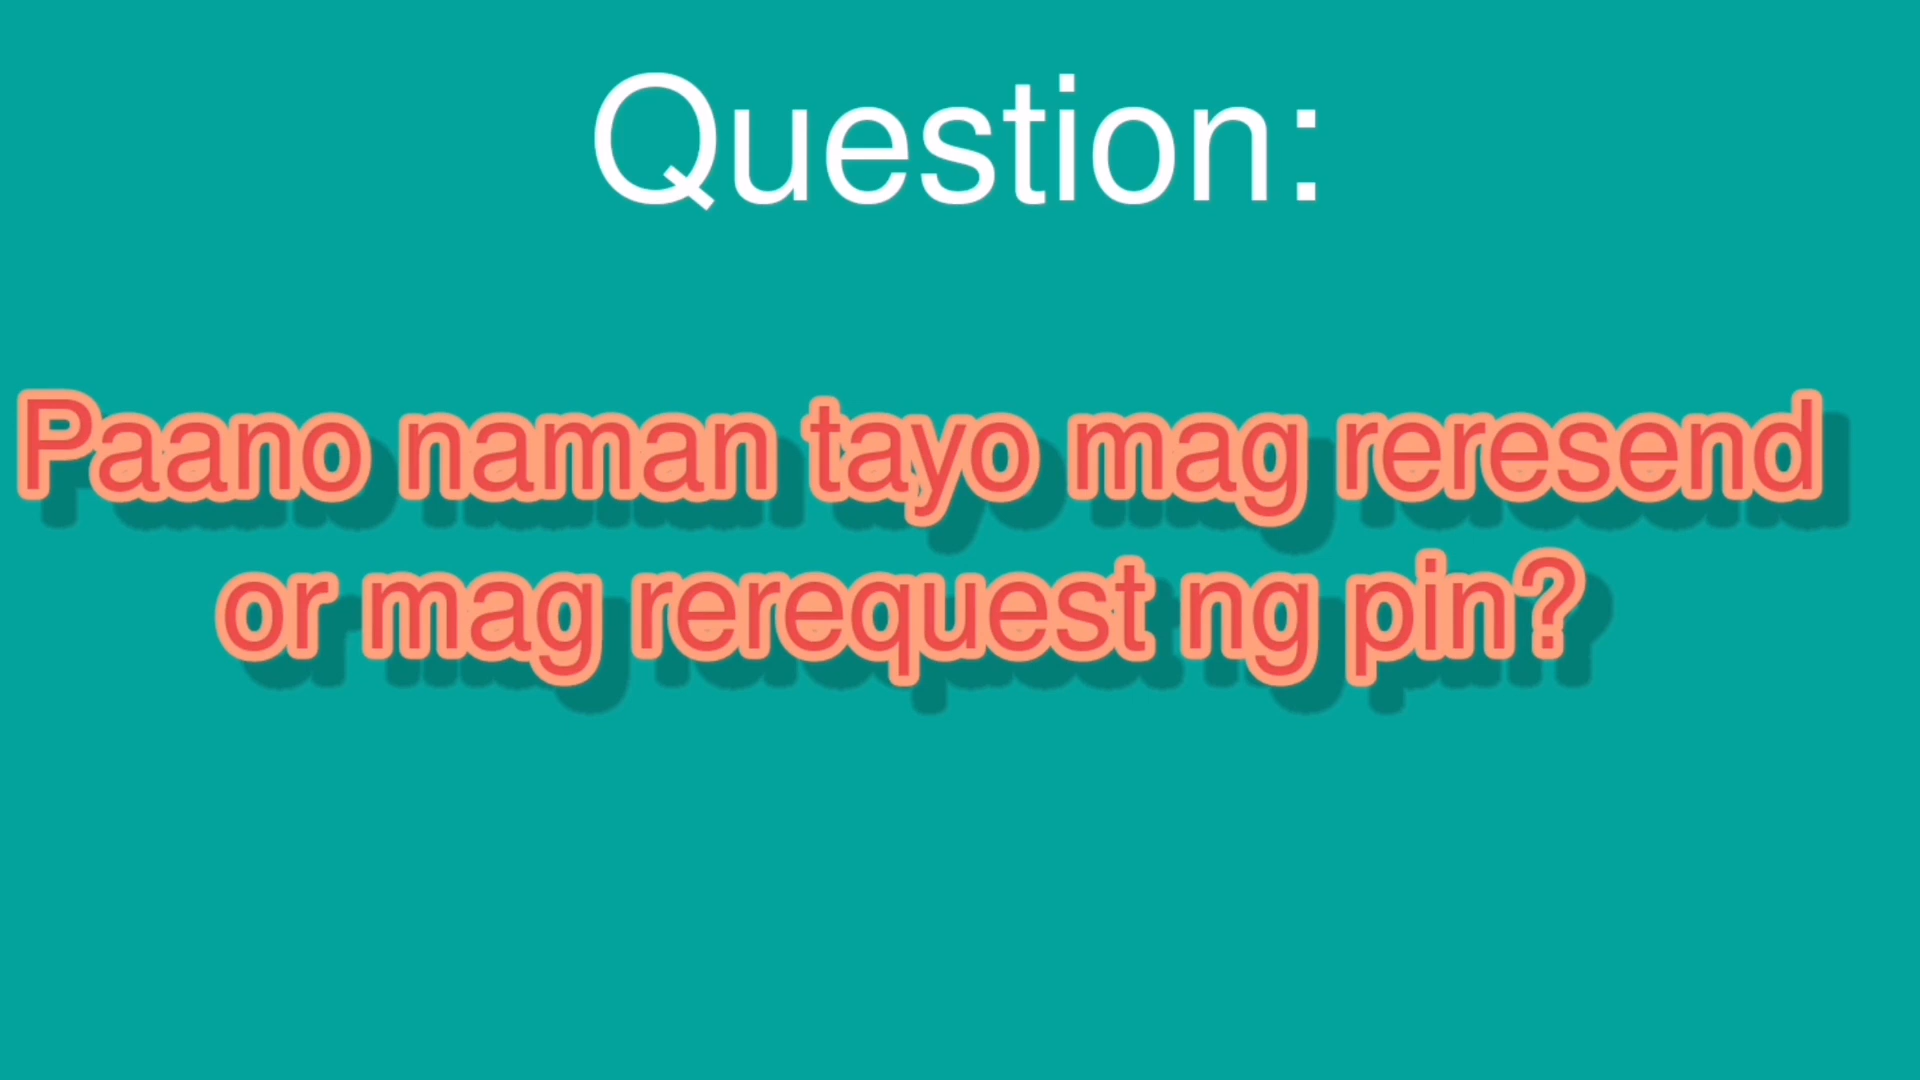 Question:
Paano naman tayo mag reresend
or mag rerequest ng pin?